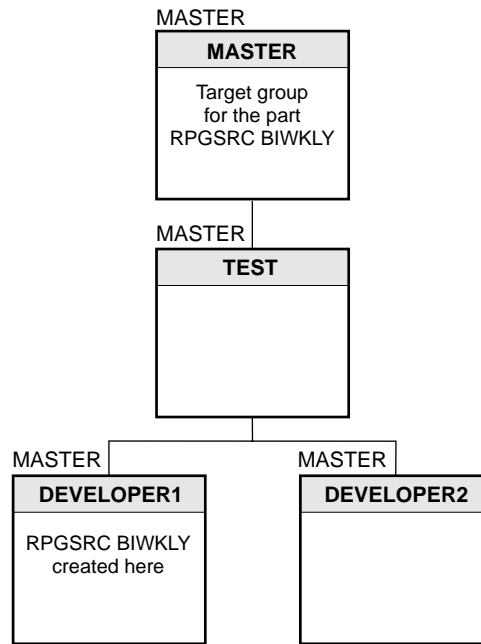 MASTER
MASTER
Target group
for the part
RPGSRC BIWKLY
MASTER
TEST
MASTER
DEVELOPER1
RPGSRC BIWKLY
created here
MASTER
DEVELOPER2